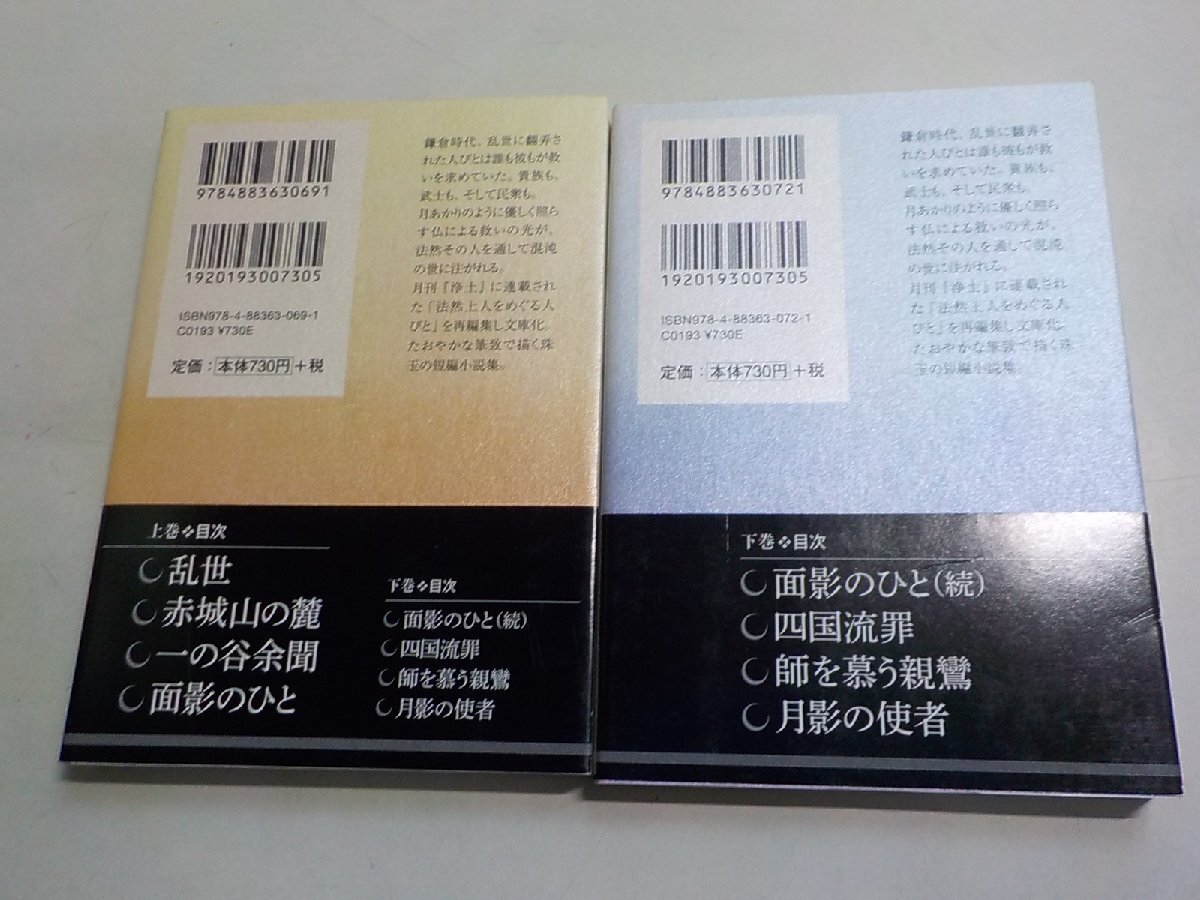 9784883630691
1920193007305
ISBN978-4-88363-069-1
C0193 ¥730E
定価：本体730円＋税
鎌倉時代、乱世に翻弄さ
れた人びとは誰も彼もが救
いを求めていた。貴族も、
武士も、そして民衆も。
月あかりのように優しく照ら
す仏による救いの光が、
法然その人を通して混沌
の世に注がれる。
月刊『浄土』に連載され
た「法然上人をめぐる人
びと」を再編集し文庫化。
たおやかな筆致で描く珠
玉の短編小説集。
上巻❖目次
乱世
赤城山の麓
一の谷余聞
面影のひと
下巻❖目次
面影のひと（続）
四国流罪
師を慕う親鸞
月影の使者
9784883630721
1920193007305
ISBN978-4-88363-072-1
C0193 ¥730E
定価：本体730円＋税
鎌倉時代、乱世に翻弄さ
れた人びとは誰も彼もが救
いを求めていた。貴族も、
武士も、そして民衆も。
月あかりのように優しく照ら
す仏による救いの光が、
法然その人を通して混沌
の世に注がれる。
月刊『浄土』に連載され
た「法然上人をめぐる人
びと」を再編集し文庫化。
たおやかな筆致で描く珠
玉の短編小説集。
下巻❖目次
面影のひと（続）
四国流罪
師を慕う親鸞
月影の使者